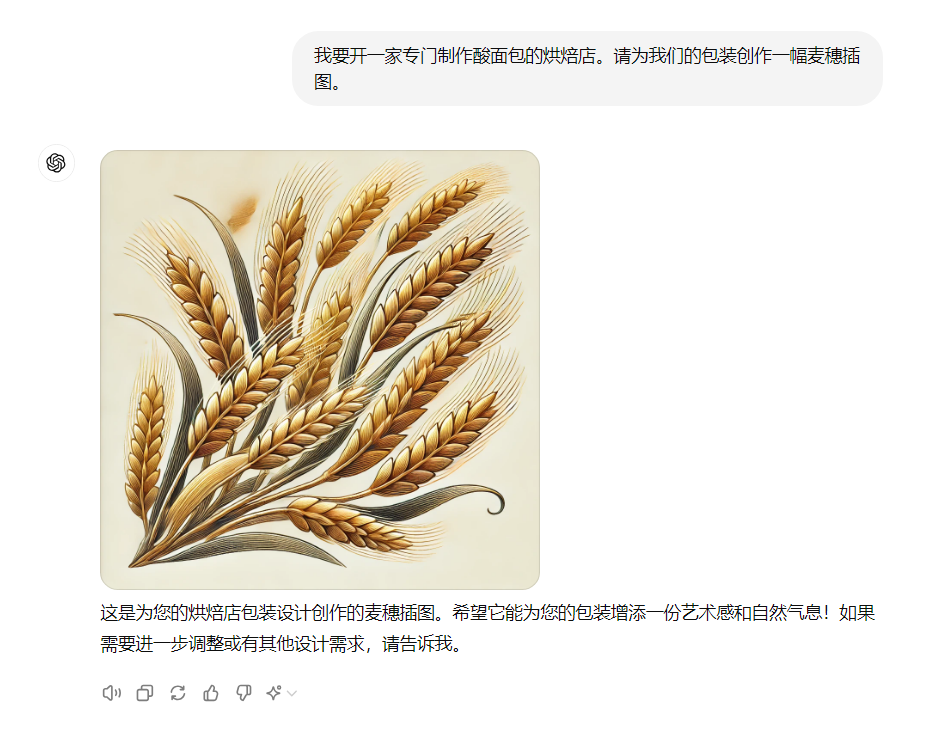 我要开一家专门制作酸面包的烘焙店。请为我们的包装创作一幅麦穗插
图。
这是为您的烘焙店包装设计创作的麦穗插图。希望它能为您的包装增添一份艺术感和自然气息！如果
需要进一步调整或有其他设计需求，请告诉我。